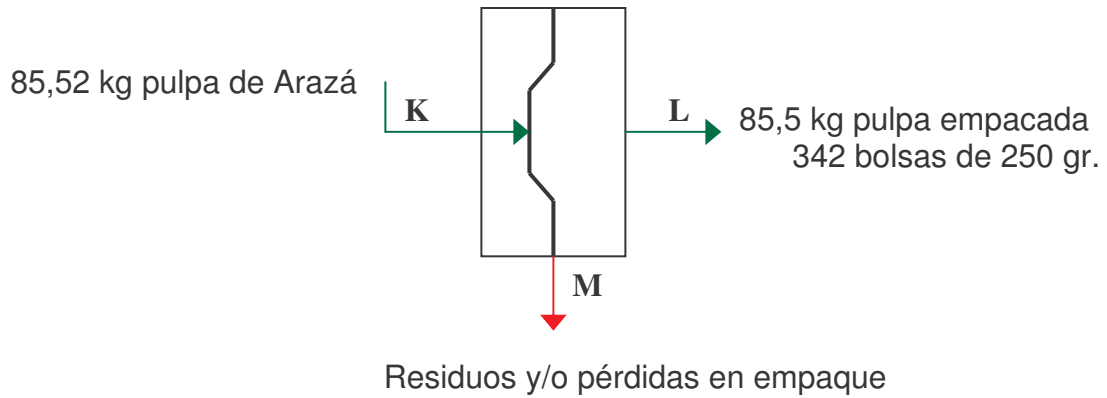 85,52 kg pulpa de Arazá
K
L
85,5 kg pulpa empacada
342 bolsas de 250 gr.
M
Residuos y/o pérdidas en empaque